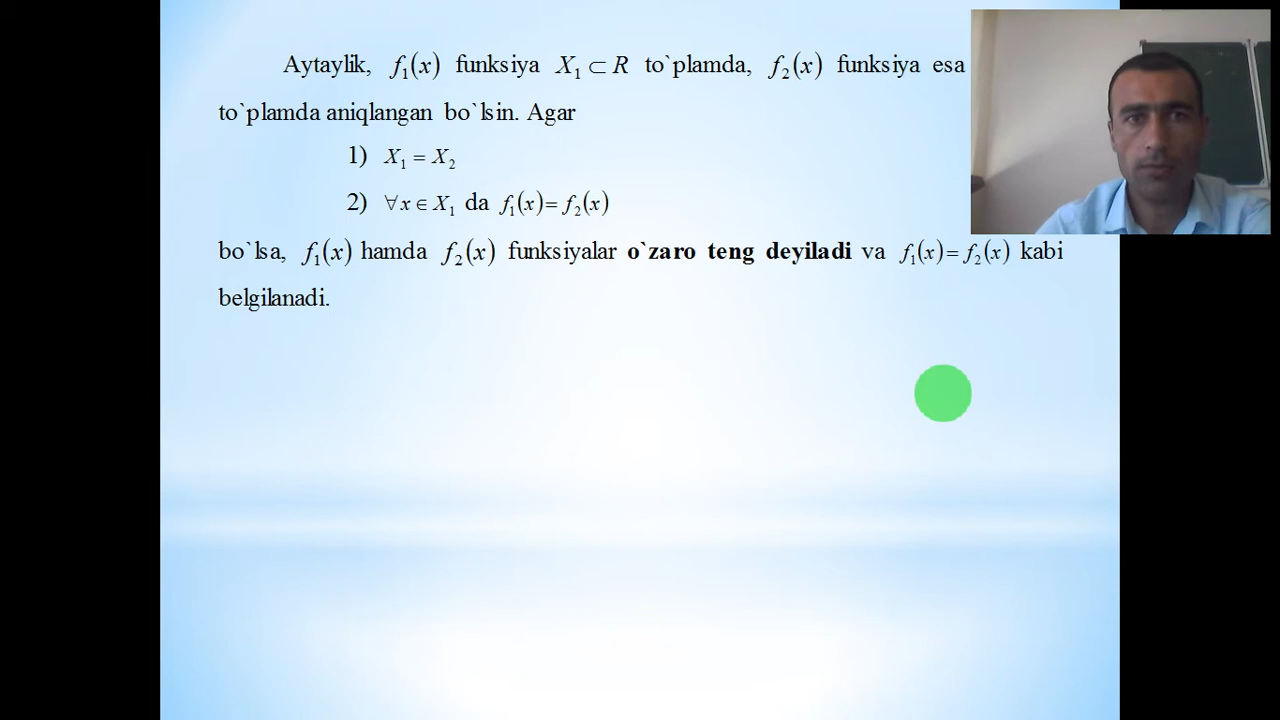 Aytaylik, f₁(x) funksiya X₁ ⊂ R to`plamda, f₂(x) funksiya esa
to`plamda aniqlangan bo`lsin. Agar
1) X₁ = X₂
2) ∀x ∈ X₁ da f₁(x) = f₂(x)
bo`lsa, f₁(x) hamda f₂(x) funksiyalar o`zaro teng deyiladi va f₁(x) = f₂(x) kabi
belgilanadi.